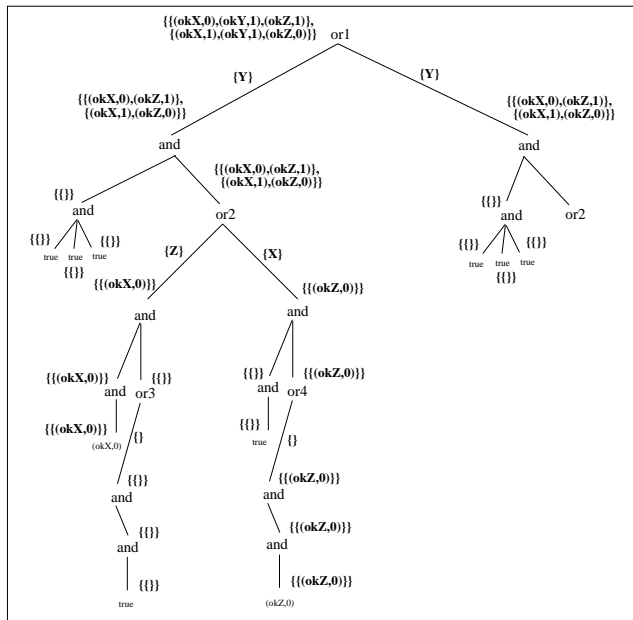 {{(okX,0),(okY,1),(okZ,1)},
{(okX,1),(okY,1),(okZ,0)}}
or1
{Y}
{Y}
{{(okX,0),(okZ,1)},
{(okX,1),(okZ,0)}}
and
{{(okX,0),(okZ,1)},
{(okX,1),(okZ,0)}}
and
{{(okX,0),(okZ,1)},
{(okX,1),(okZ,0)}}
{{}}
and
or2
{{}}
and
or2
{{}}
{{}}
true
true
true
{{}}
{{}}
{{}}
true
true
true
{{}}
{Z}
{X}
{{(okX,0)}}
and
{{(okZ,0)}}
and
{{(okX,0)}}
and
{{}}
or3
{{}}
and
{{(okZ,0)}}
or4
{{(okX,0)}}
(okX,0)
{}
{{}}
true
{}
{{}}
and
{{(okZ,0)}}
and
{{}}
and
{{(okZ,0)}}
and
{{}}
true
{{(okZ,0)}}
(okZ,0)